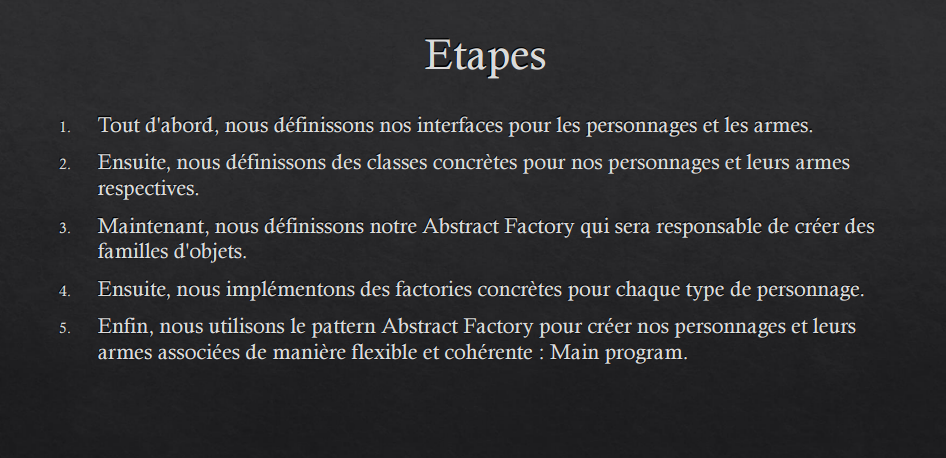 Etapes
1. Tout d'abord, nous définissons nos interfaces pour les personnages et les armes.
2. Ensuite, nous définissons des classes concrètes pour nos personnages et leurs armes
respectives.
3. Maintenant, nous définissons notre Abstract Factory qui sera responsable de créer des
familles d'objets.
4. Ensuite, nous implémentons des factories concrètes pour chaque type de personnage.
5. Enfin, nous utilisons le pattern Abstract Factory pour créer nos personnages et leurs
armes associées de manière flexible et cohérente : Main program.